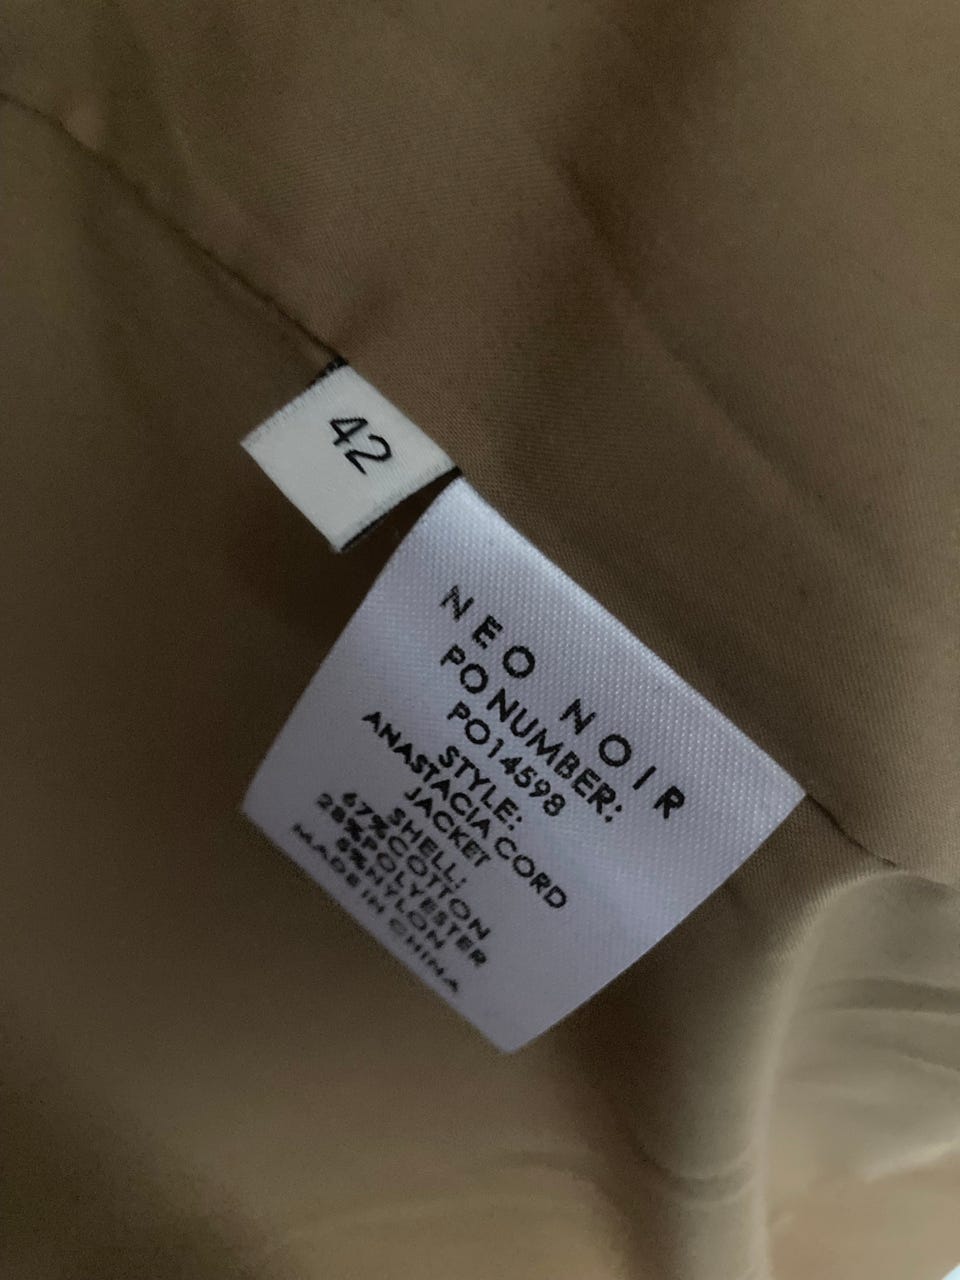 42
NEO NOIR
PO NUMBER:
PO14598
STYLE:
ANASTACIA CORD
JACKET
SHELL:
67%COTTON
28%POLYESTER
5%NYLON
MADE IN CHINA